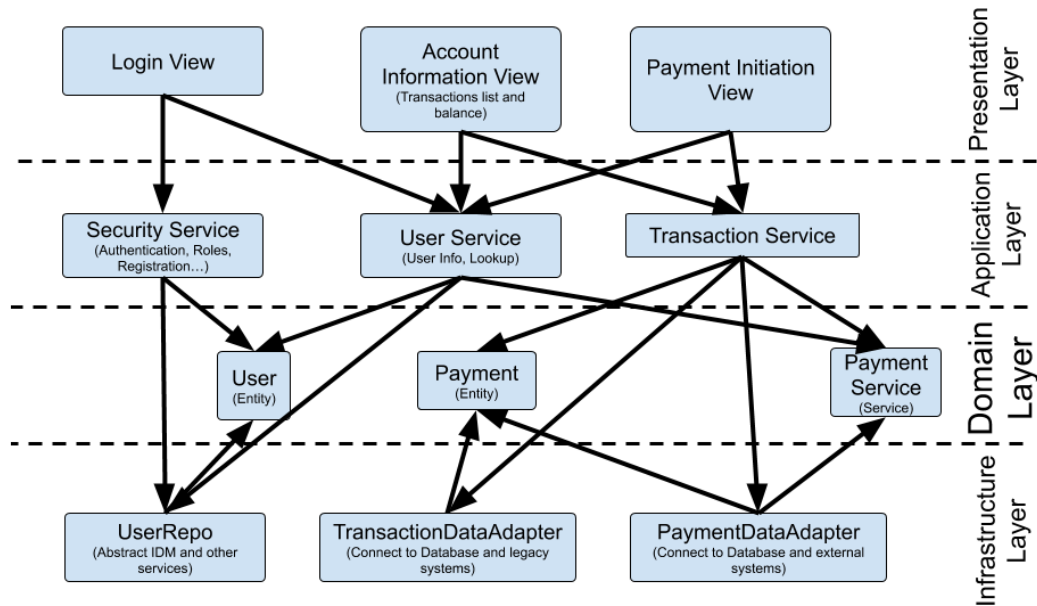 Login View
Account
Information View
(Transactions list and
balance)
Payment Initiation
View
Presentation
Layer
Security Service
(Authentication, Roles,
Registration…)
User Service
(User Info, Lookup)
Transaction Service
Application
Layer
User
(Entity)
Payment
(Entity)
Payment
Service
(Service)
Domain
Layer
UserRepo
(Abstract IDM and other
services)
TransactionDataAdapter
(Connect to Database and legacy
systems)
PaymentDataAdapter
(Connect to Database and external
systems)
Infrastructure
Layer